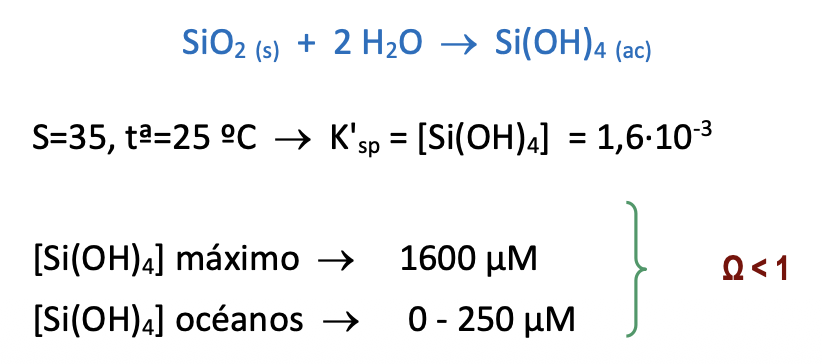 SiO₂ (s) + 2 H₂O → Si(OH)₄ (ac)
S=35, tª=25 ºC → K'sp = [Si(OH)₄] = 1,6·10⁻³
[Si(OH)₄] máximo → 1600 µM
[Si(OH)₄] océanos → 0 - 250 µM
Ω < 1